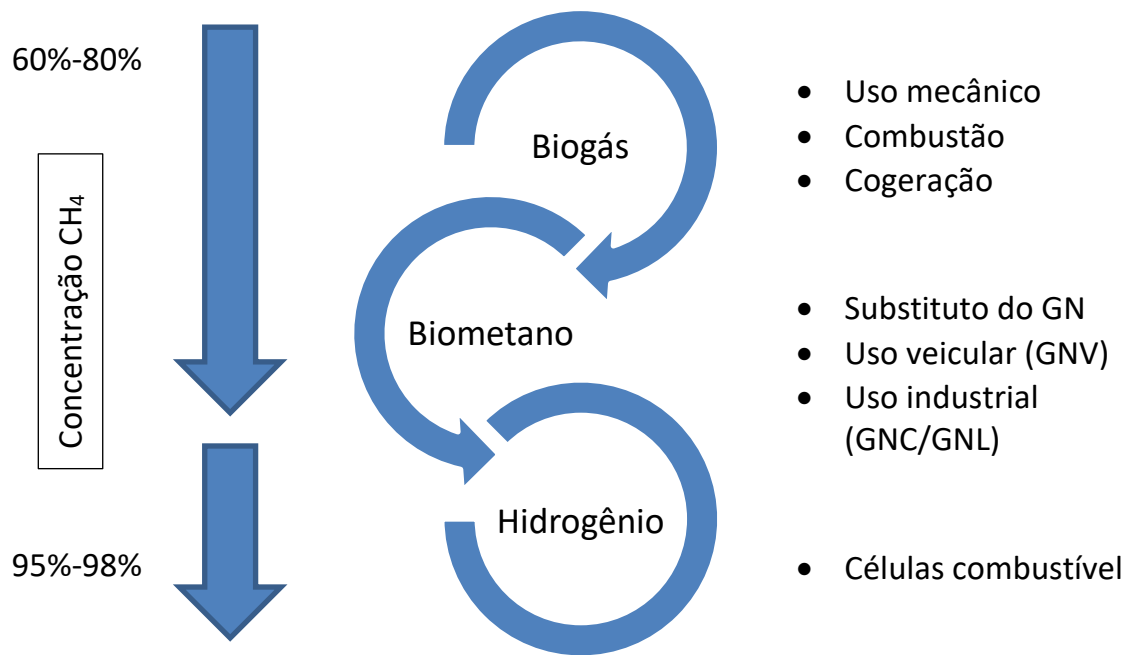 60%-80%
Concentração CH₄
95%-98%
Biogás
Biometano
Hidrogênio
• Uso mecânico
• Combustão
• Cogeração
• Substituto do GN
• Uso veicular (GNV)
• Uso industrial
(GNC/GNL)
• Células combustível